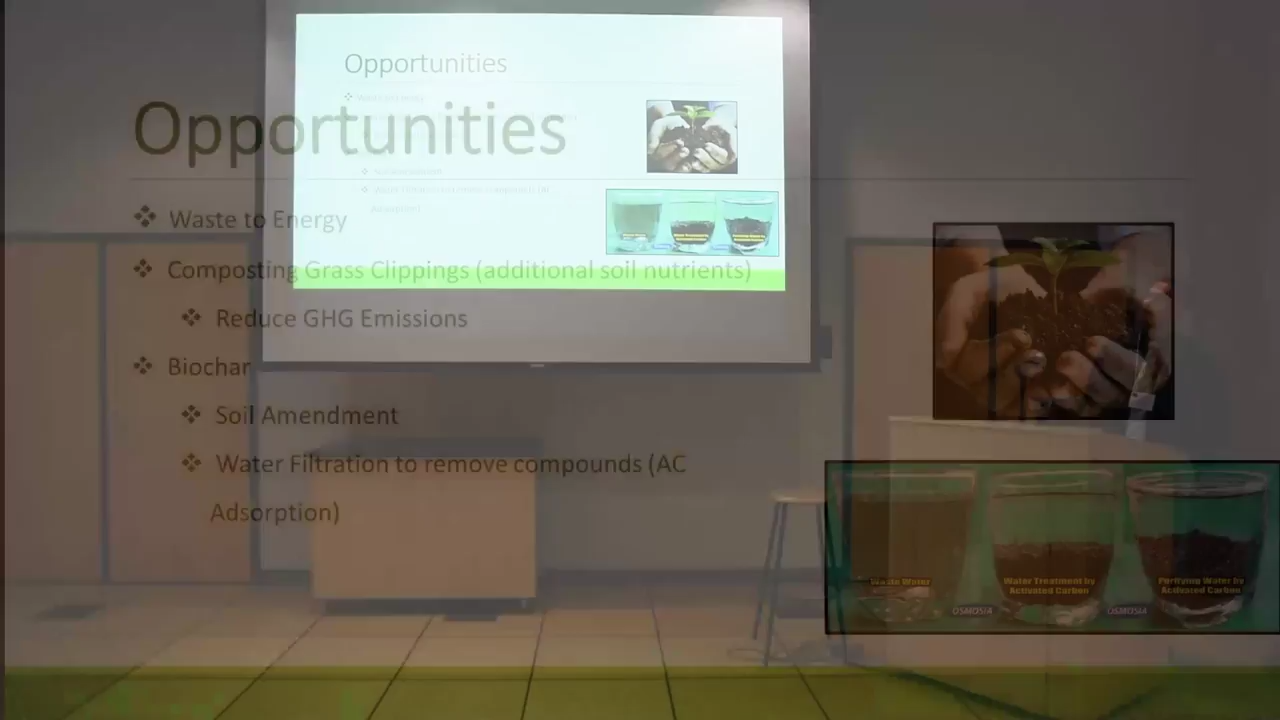 Opportunities
Opportunities
Waste to Energy
Composting Grass Clippings (additional soil nutrients)
Reduce GHG Emissions
Biochar
Soil Amendment
Water Filtration to remove compounds (AC
Adsorption)
Waste Water
Water Treatment by
Activated Carbon
Purifying Water by
Activated Carbon
OSMOSIA
OSMOSIA